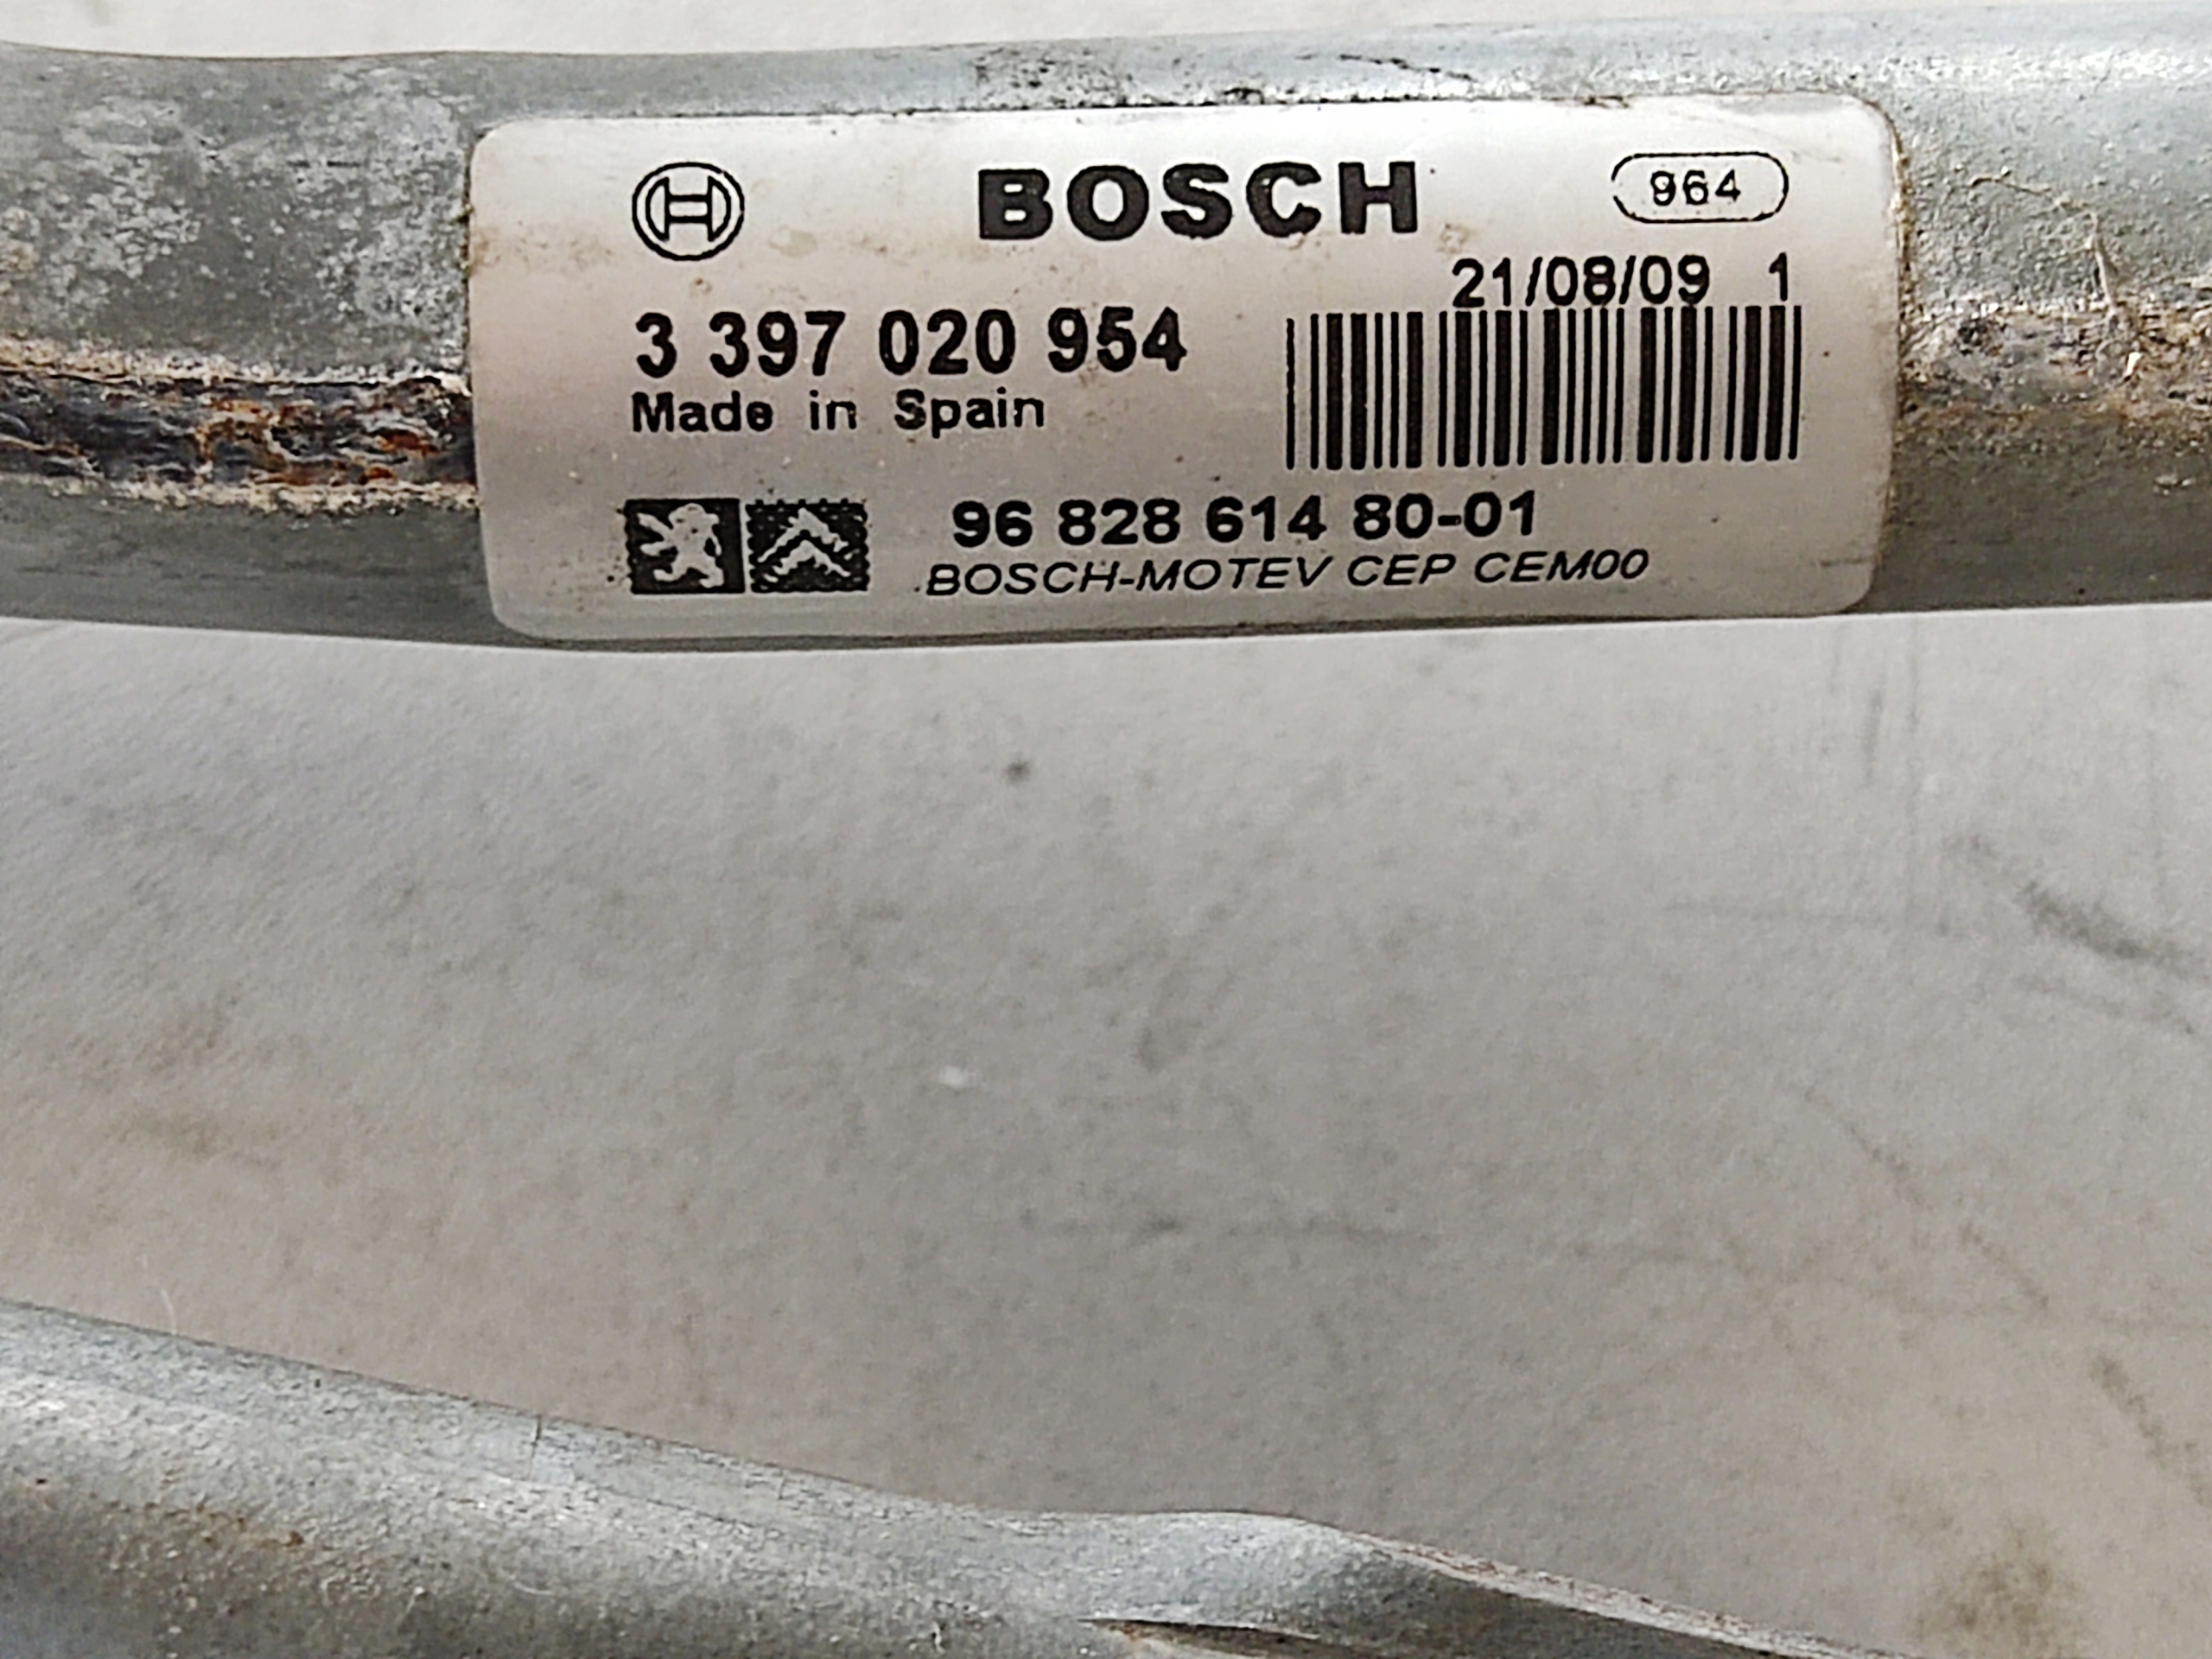 BOSCH 964
21/08/09 1
3 397 020 954
Made in Spain
96 828 614 80-01
BOSCH-MOTEV CEP CEM00